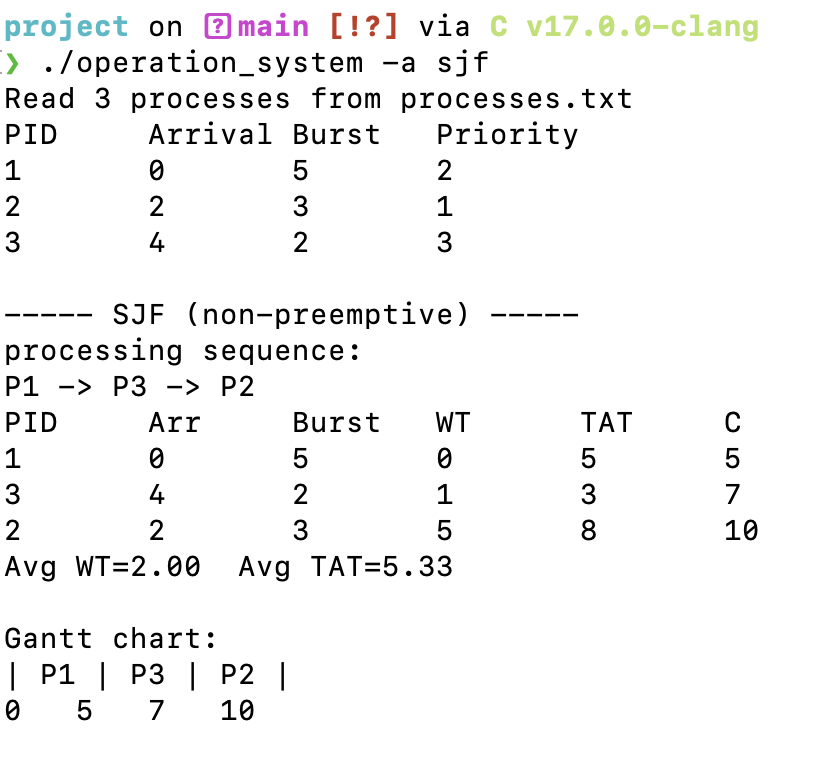 project on main [!?] via C v17.0.0-clang
❯ ./operation_system -a sjf
Read 3 processes from processes.txt
PID Arrival Burst Priority
1 0 5 2
2 2 3 1
3 4 2 3
----- SJF (non-preemptive) -----
processing sequence:
P1 -> P3 -> P2
PID Arr Burst WT TAT C
1 0 5 0 5 5
3 4 2 1 3 7
2 2 3 5 8 10
Avg WT=2.00 Avg TAT=5.33
Gantt chart:
| P1 | P3 | P2 |
0 5 7 10